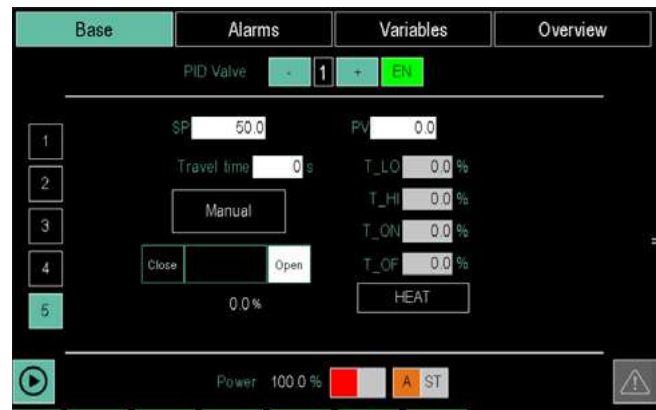 Base Alarms Variables Overview
PID Valve - 1 + EN
SP 50.0 PV 0.0
1
Travel time 0 s T_LO 0.0 %
2
Manual T_HI 0.0 %
3
T_ON 0.0 %
4 Close Open T_OF 0.0 %
5 0.0 % HEAT
Power 100.0 % A ST